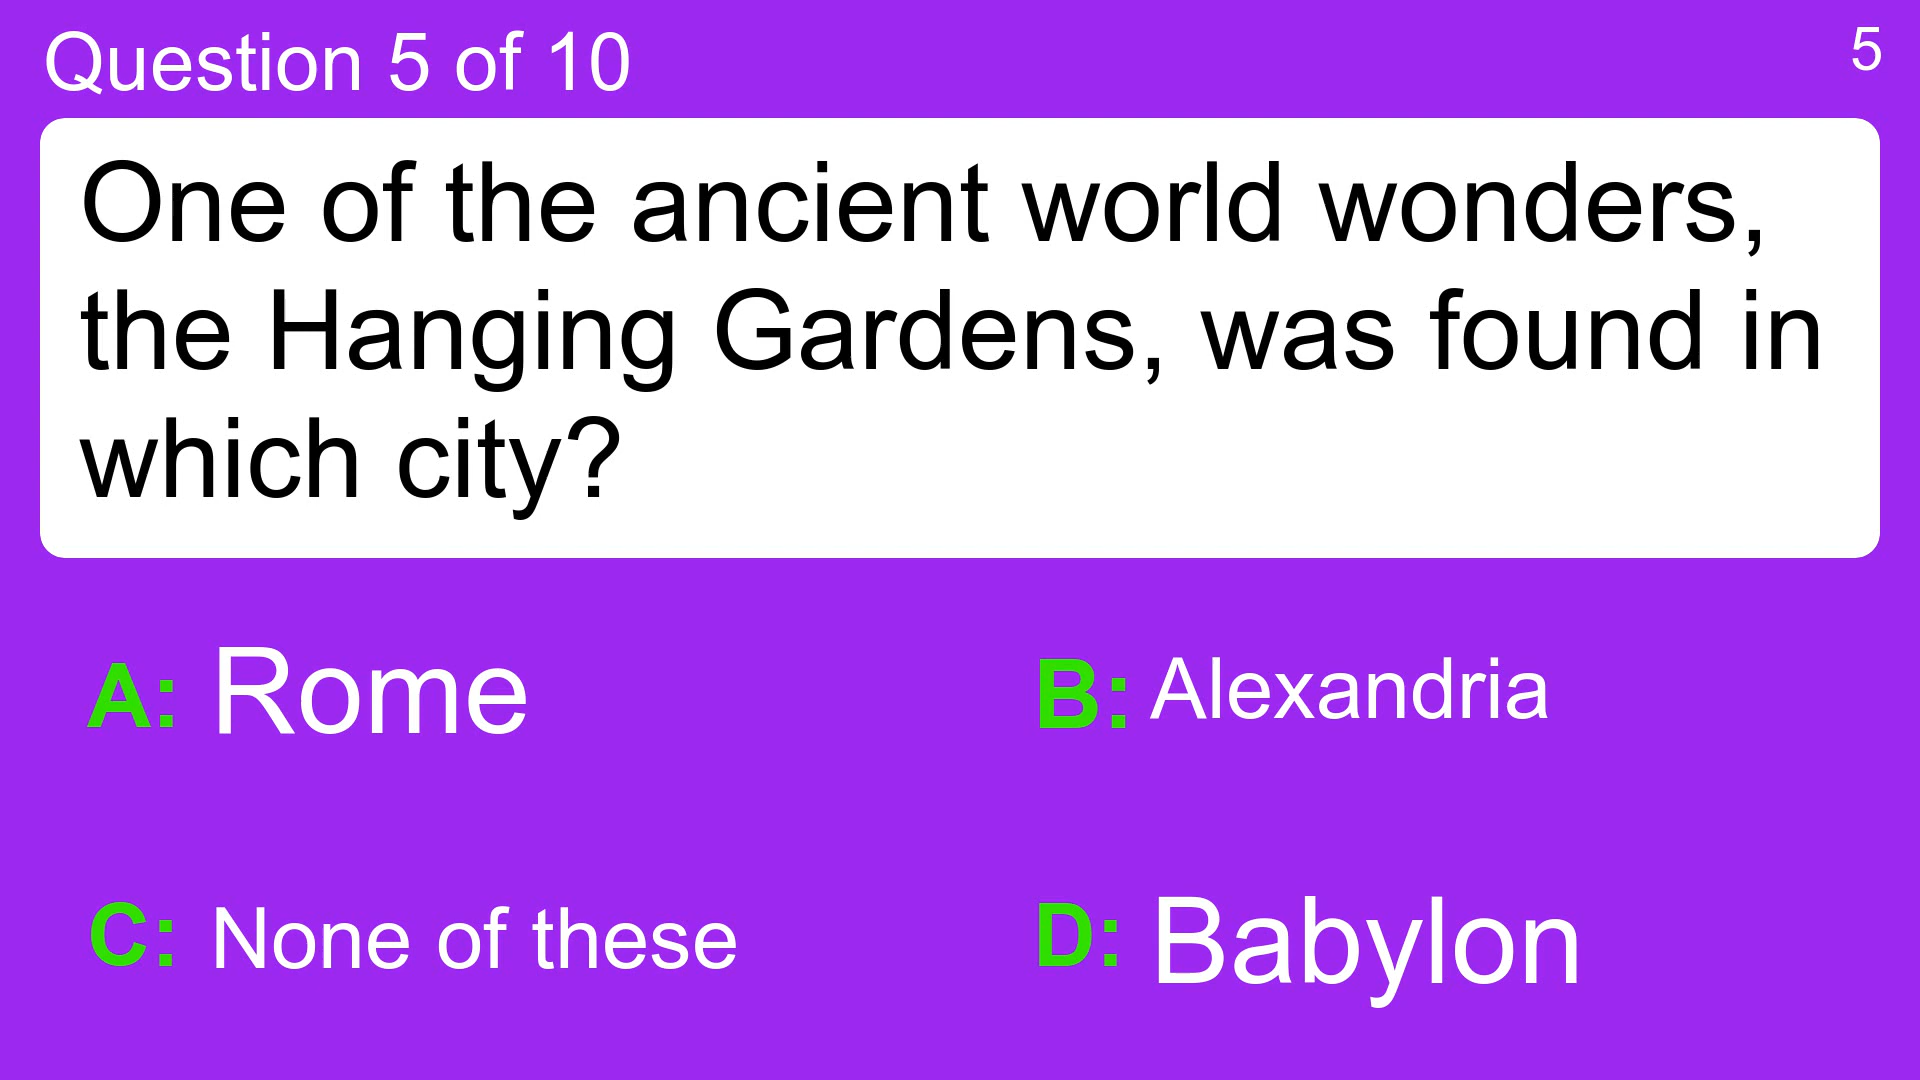 Question 5 of 10
5
One of the ancient world wonders,
the Hanging Gardens, was found in
which city?
A: Rome
B: Alexandria
C: None of these
D: Babylon